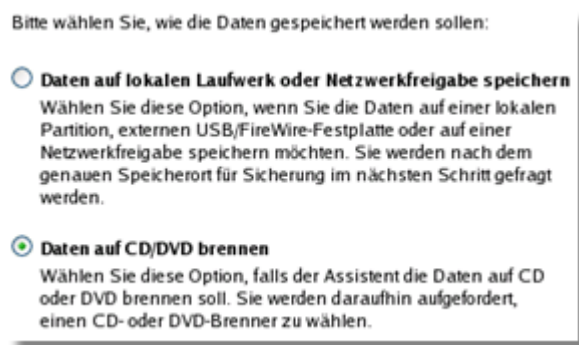 Bitte wählen Sie, wie die Daten gespeichert werden sollen:
Daten auf lokalen Laufwerk oder Netzwerkfreigabe speichern
Wählen Sie diese Option, wenn Sie die Daten auf einer lokalen
Partition, externen USB/FireWire-Festplatte oder auf einer
Netzwerkfreigabe speichern möchten. Sie werden nach dem
genauen Speicherort für Sicherung im nächsten Schritt gefragt
werden.
Daten auf CD/DVD brennen
Wählen Sie diese Option, falls der Assistent die Daten auf CD
oder DVD brennen soll. Sie werden daraufhin aufgefordert,
einen CD- oder DVD-Brenner zu wählen.